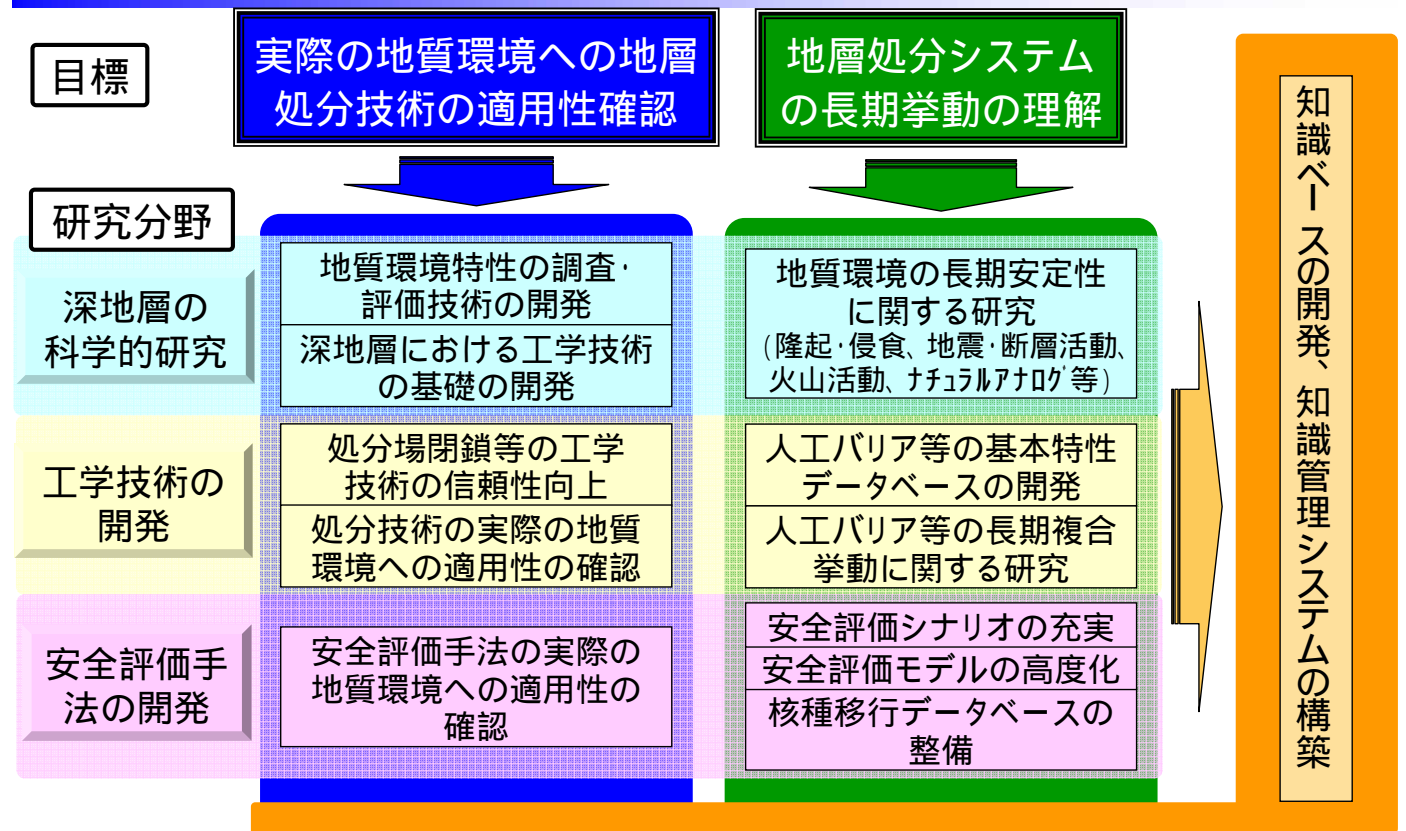 目標
実際の地質環境への地層
処分技術の適用性確認
地層処分システム
の長期挙動の理解
研究分野
深地層の
科学的研究
地質環境特性の調査・
評価技術の開発
深地層における工学技術
の基礎の開発
地質環境の長期安定性
に関する研究
(隆起・侵食、地震・断層活動、
火山活動、ﾅﾁｭﾗﾙｱﾅﾛｸﾞ等)
工学技術の
開発
処分場閉鎖等の工学
技術の信頼性向上
処分技術の実際の地質
環境への適用性の確認
人工バリア等の基本特性
データベースの開発
人工バリア等の長期複合
挙動に関する研究
安全評価手
法の開発
安全評価手法の実際の
地質環境への適用性の
確認
安全評価シナリオの充実
安全評価モデルの高度化
核種移行データベースの
整備
知識ベースの開発、知識管理システムの構築